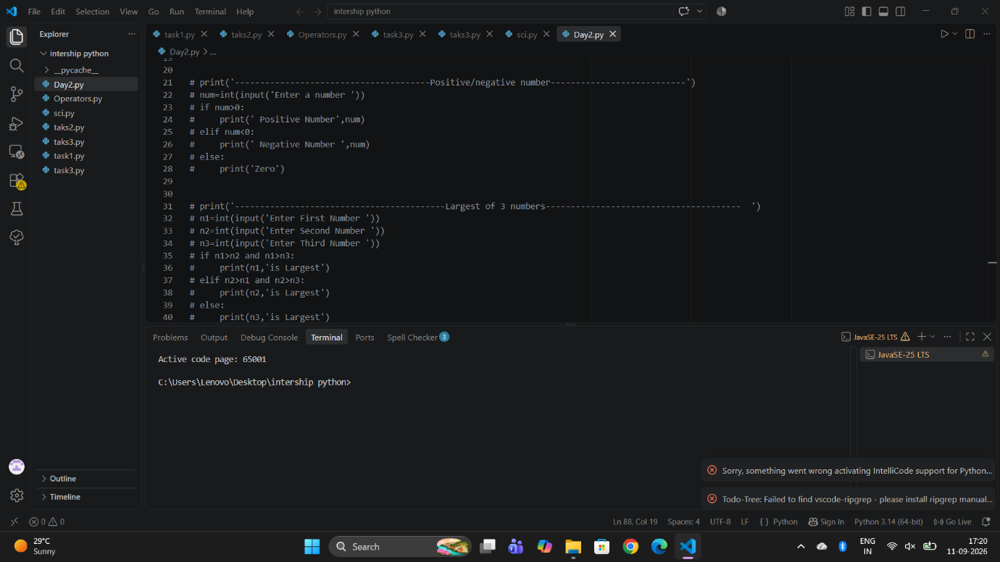 File Edit Selection View Go Run Terminal Help
intership python
Explorer
intership python
__pycache__
Day2.py
Operators.py
sci.py
taks2.py
taks3.py
task1.py
task3.py
Outline
Timeline
task1.py taks2.py Operators.py task3.py taks3.py sci.py Day2.py
Day2.py > ...
19
20
21 # print('---------------------------------------Positive/negative number---------------------------')
22 # num=int(input('Enter a number '))
23 # if num>0:
24 #     print(' Positive Number',num)
25 # elif num<0:
26 #     print(' Negative Number ',num)
27 # else:
28 #     print('Zero')
29
30
31 # print('------------------------------------------Largest of 3 numbers---------------------------------------  ')
32 # n1=int(input('Enter First Number '))
33 # n2=int(input('Enter Second Number '))
34 # n3=int(input('Enter Third Number '))
35 # if n1>n2 and n1>n3:
36 #     print(n1,'is Largest')
37 # elif n2>n1 and n2>n3:
38 #     print(n2,'is Largest')
39 # else:
40 #     print(n3,'is Largest')
Problems Output Debug Console Terminal Ports Spell Checker 3
JavaSE-25 LTS
JavaSE-25 LTS
Active code page: 65001
C:\Users\Lenovo\Desktop\intership python>
Sorry, something went wrong activating IntelliCode support for Python...
Todo-Tree: Failed to find vscode-ripgrep - please install ripgrep manual...
0 0
Ln 88, Col 19 Spaces: 4 UTF-8 LF { } Python Sign In Python 3.14 (64-bit) Go Live
29°C
Sunny
Search
ENG
IN
17:20
11-09-2026